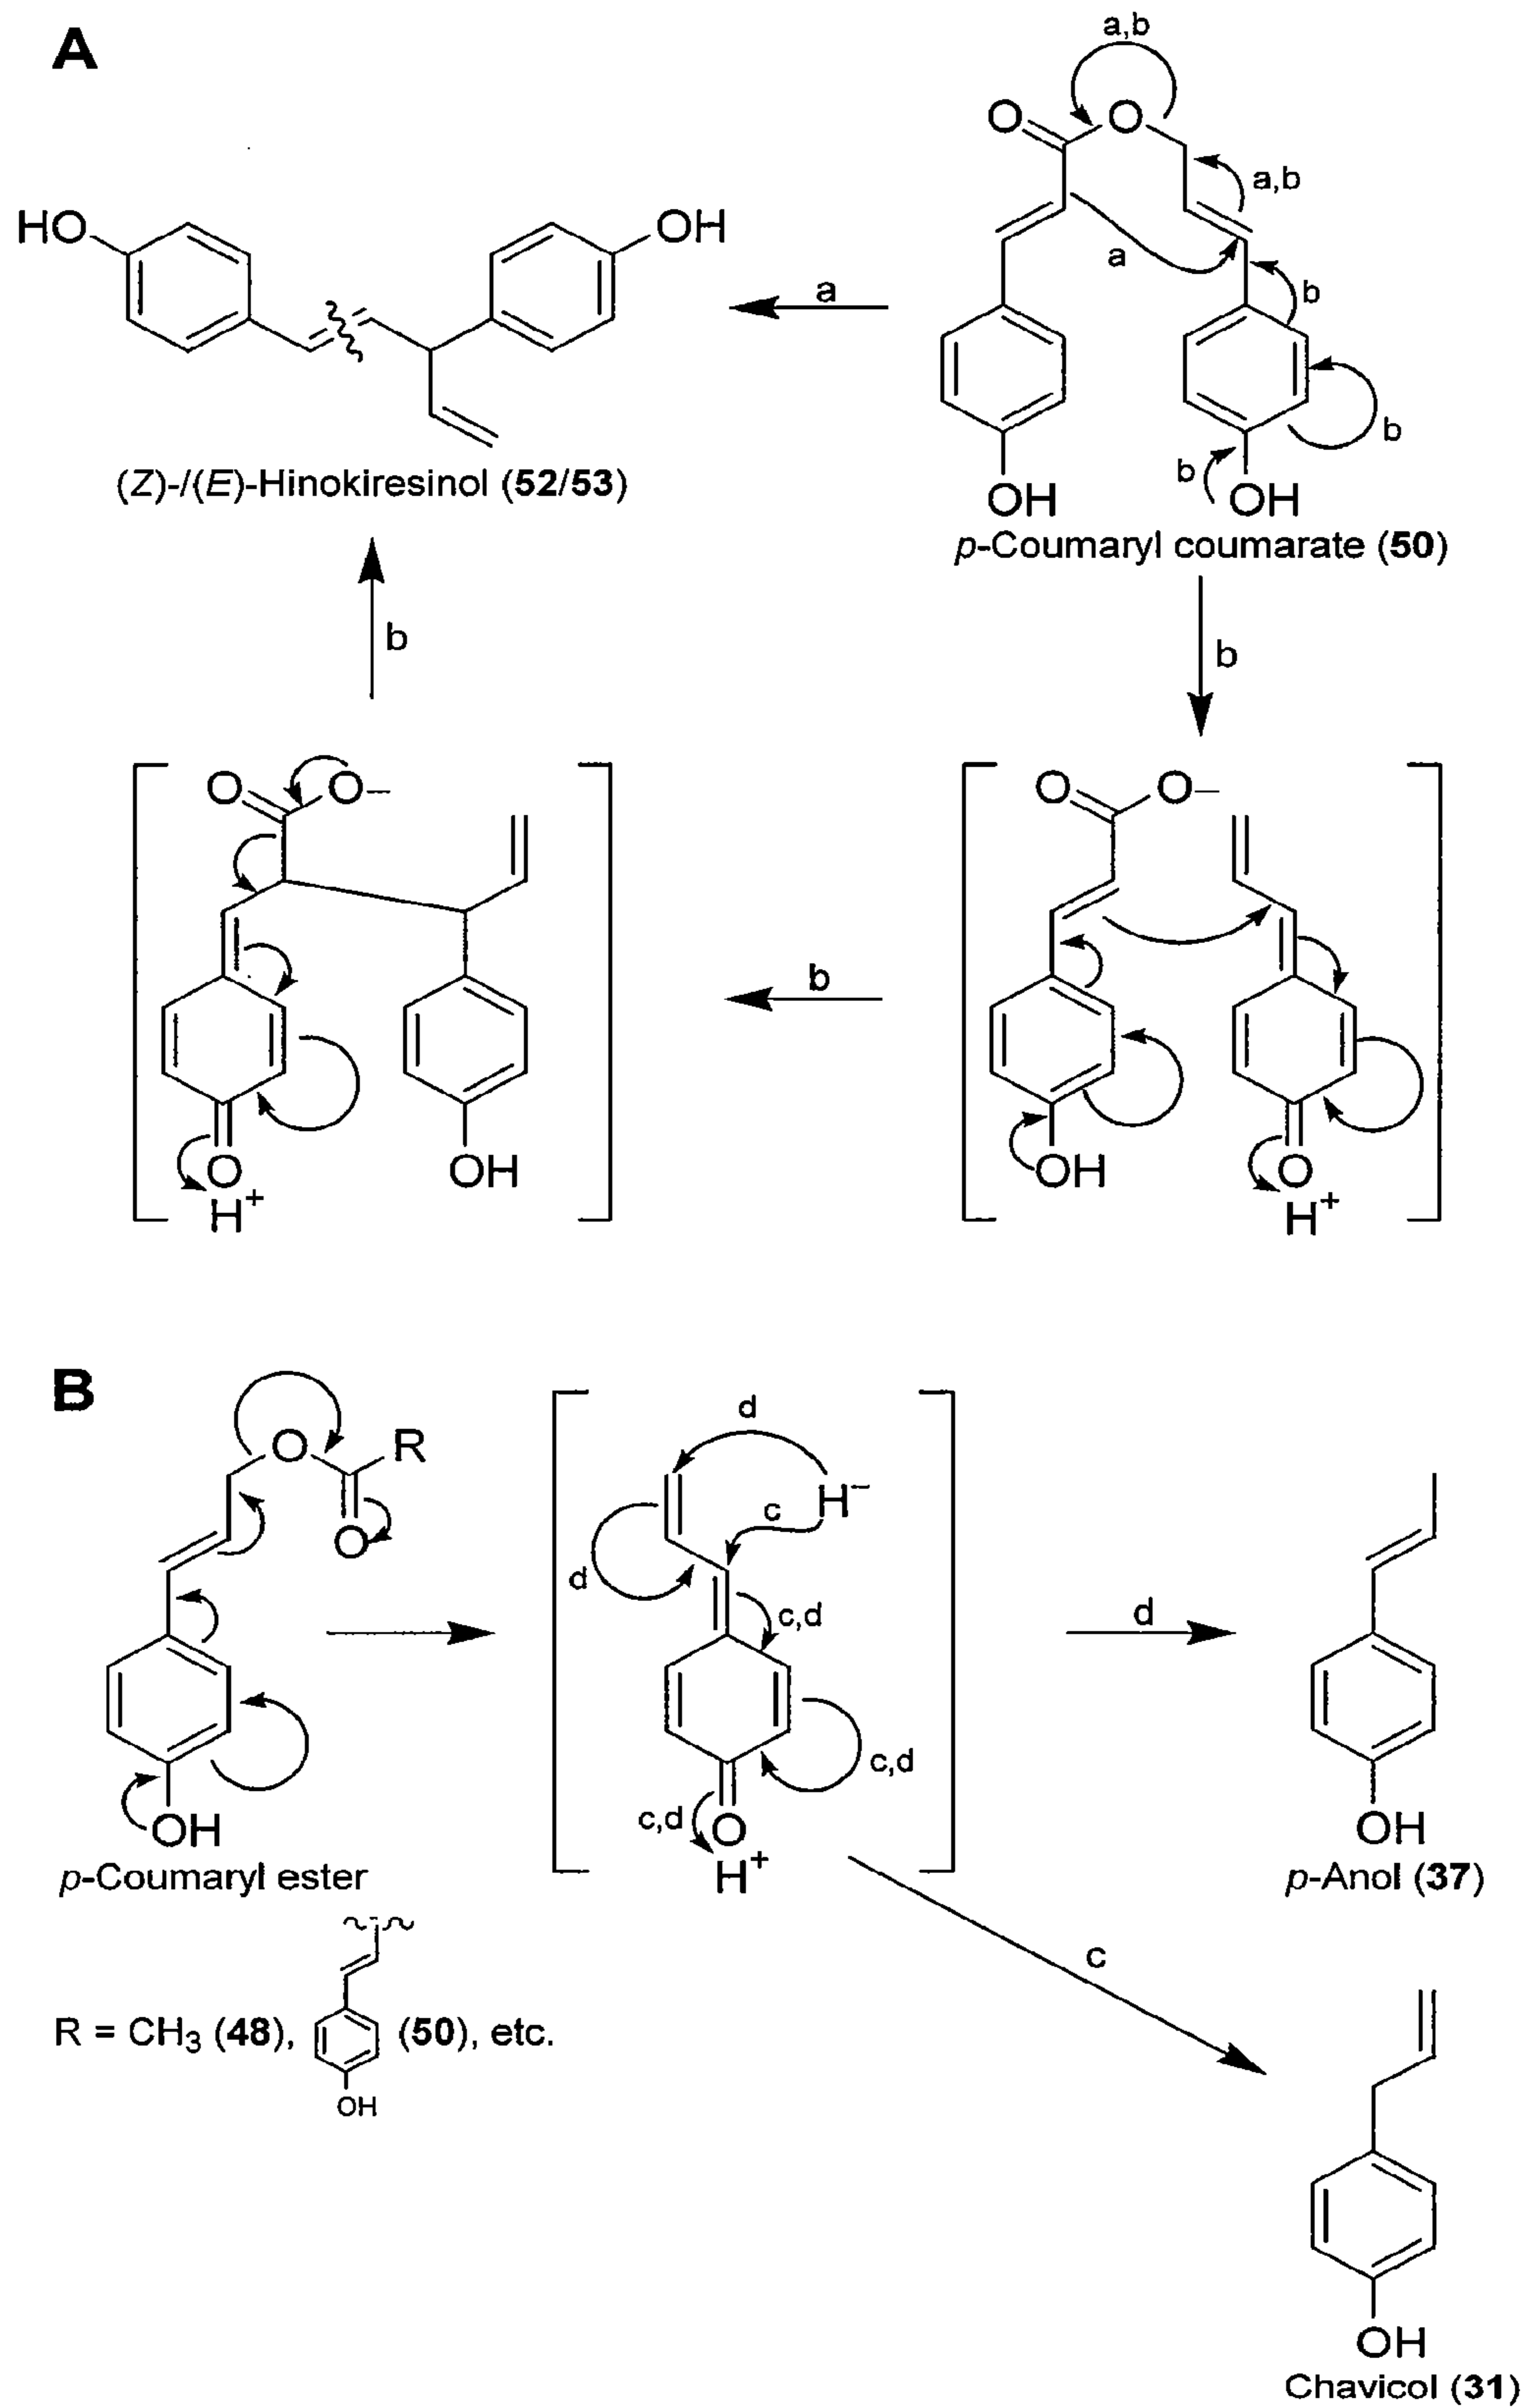 A
a,b
O
O
a,b
HO
OH
a
b
a
b
b
OH
OH
(Z)-/(E)-Hinokiresinol (52/53)
p-Coumaryl coumarate (50)
b
b
O
O–
O
O–
b
O
H+
OH
OH
O
H+
B
d
O
R
H–
c
O
d
d
c,d
c,d
OH
c,d
O
H+
OH
p-Coumaryl ester
p-Anol (37)
c
R = CH3 (48),
(50), etc.
OH
OH
Chavicol (31)